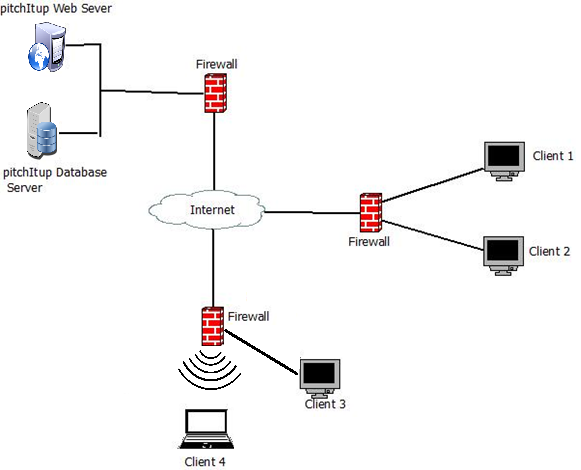 pitchItup Web Sever
Firewall
pitchItup Database
Server
Client 1
Internet
Firewall
Client 2
Firewall
Client 3
Client 4